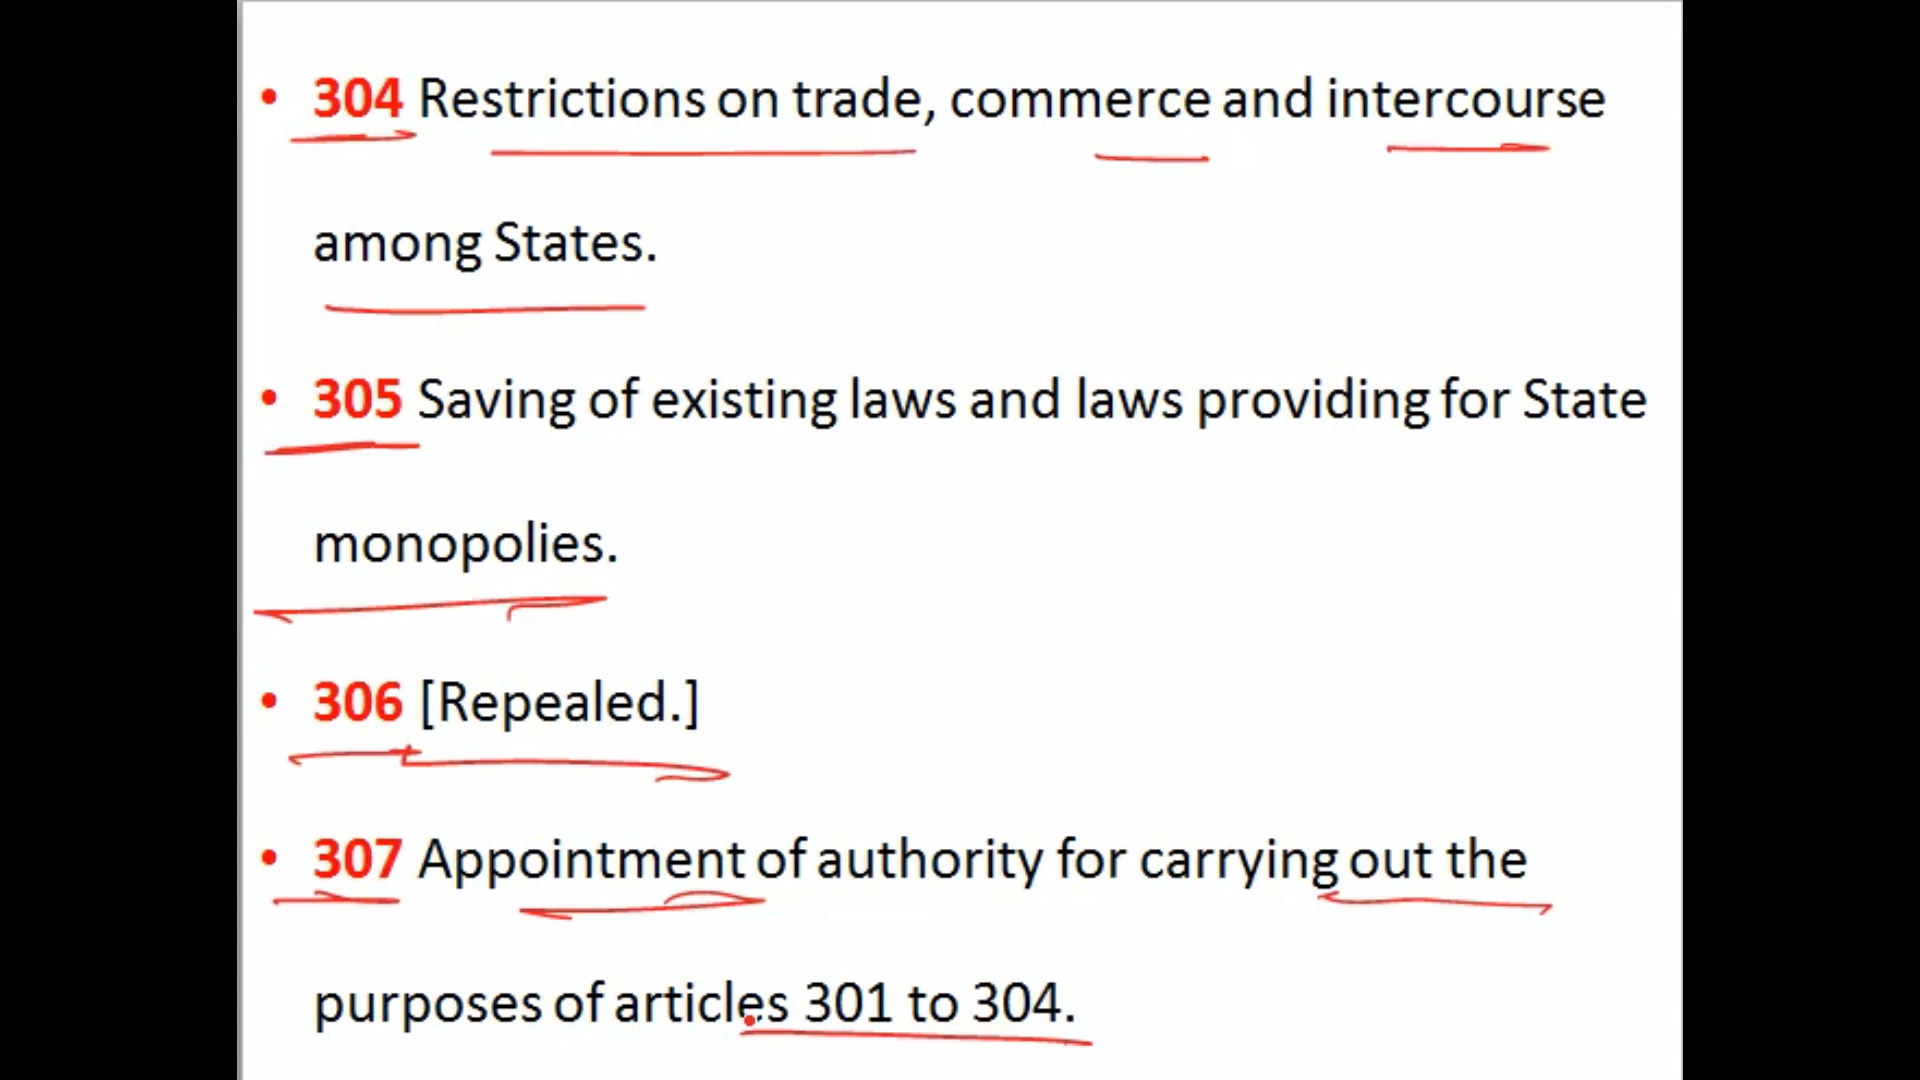 • 304 Restrictions on trade, commerce and intercourse
among States.
• 305 Saving of existing laws and laws providing for State
monopolies.
• 306 [Repealed.]
• 307 Appointment of authority for carrying out the
purposes of articles 301 to 304.